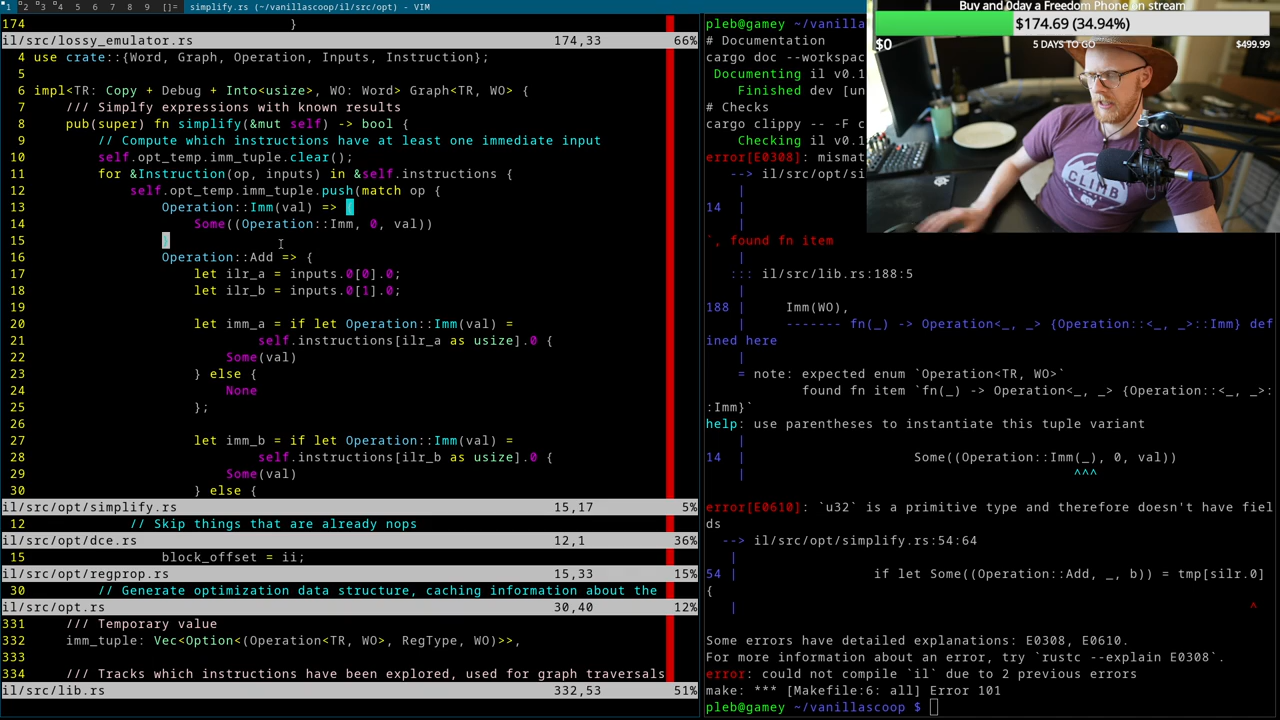 1 2 3 4 5 6 7 8 9 []= simplify.rs (~/vanillascoop/il/src/opt) - VIM
174 }
il/src/lossy_emulator.rs 174,33 66%
4 use crate::{Word, Graph, Operation, Inputs, Instruction};
5
6 impl<TR: Copy + Debug + Into<usize>, WO: Word> Graph<TR, WO> {
7 /// Simplfy expressions with known results
8 pub(super) fn simplify(&mut self) -> bool {
9 // Compute which instructions have at least one immediate input
10 self.opt_temp.imm_tuple.clear();
11 for &Instruction(op, inputs) in &self.instructions {
12 self.opt_temp.imm_tuple.push(match op {
13 Operation::Imm(val) => {
14 Some((Operation::Imm, 0, val))
15 }
16 Operation::Add => {
17 let ilr_a = inputs.0[0].0;
18 let ilr_b = inputs.0[1].0;
19
20 let imm_a = if let Operation::Imm(val) =
21 self.instructions[ilr_a as usize].0 {
22 Some(val)
23 } else {
24 None
25 };
26
27 let imm_b = if let Operation::Imm(val) =
28 self.instructions[ilr_b as usize].0 {
29 Some(val)
30 } else {
il/src/opt/simplify.rs 15,17 5%
12 // Skip things that are already nops
il/src/opt/dce.rs 12,1 36%
15 block_offset = ii;
il/src/opt/regprop.rs 15,33 15%
30 // Generate optimization data structure, caching information about the
il/src/opt.rs 30,40 12%
331 /// Temporary value
332 imm_tuple: Vec<Option<(Operation<TR, WO>, RegType, WO)>>,
333
334 /// Tracks which instructions have been explored, used for graph traversals
il/src/lib.rs 332,53 51%
pleb@gamey ~/vanilla
# Documentation
cargo doc --workspac
Documenting il v0.1
Finished dev [un
# Checks
cargo clippy -- -F c
Checking il v0.1
error[E0308]: mismat
--> il/src/opt/si
|
14 |
|
`, found fn item
::: il/src/lib.rs:188:5
|
188 | Imm(WO),
| ------- fn(_) -> Operation<_, _> {Operation::<_, _>::Imm} def
ined here
|
= note: expected enum `Operation<TR, WO>`
found fn item `fn(_) -> Operation<_, _> {Operation::<_, _>:
:Imm}`
help: use parentheses to instantiate this tuple variant
|
14 | Some((Operation::Imm(_), 0, val))
| ^^^
error[E0610]: `u32` is a primitive type and therefore doesn't have fiel
ds
--> il/src/opt/simplify.rs:54:64
|
54 | if let Some((Operation::Add, _, b)) = tmp[silr.0]
{
| ^
Some errors have detailed explanations: E0308, E0610.
For more information about an error, try `rustc --explain E0308`.
error: could not compile `il` due to 2 previous errors
make: *** [Makefile:6: all] Error 101
pleb@gamey ~/vanillascoop $
Buy and 0day a Freedom Phone on stream
$174.69 (34.94%)
$0 5 DAYS TO GO $499.99
CLIMB